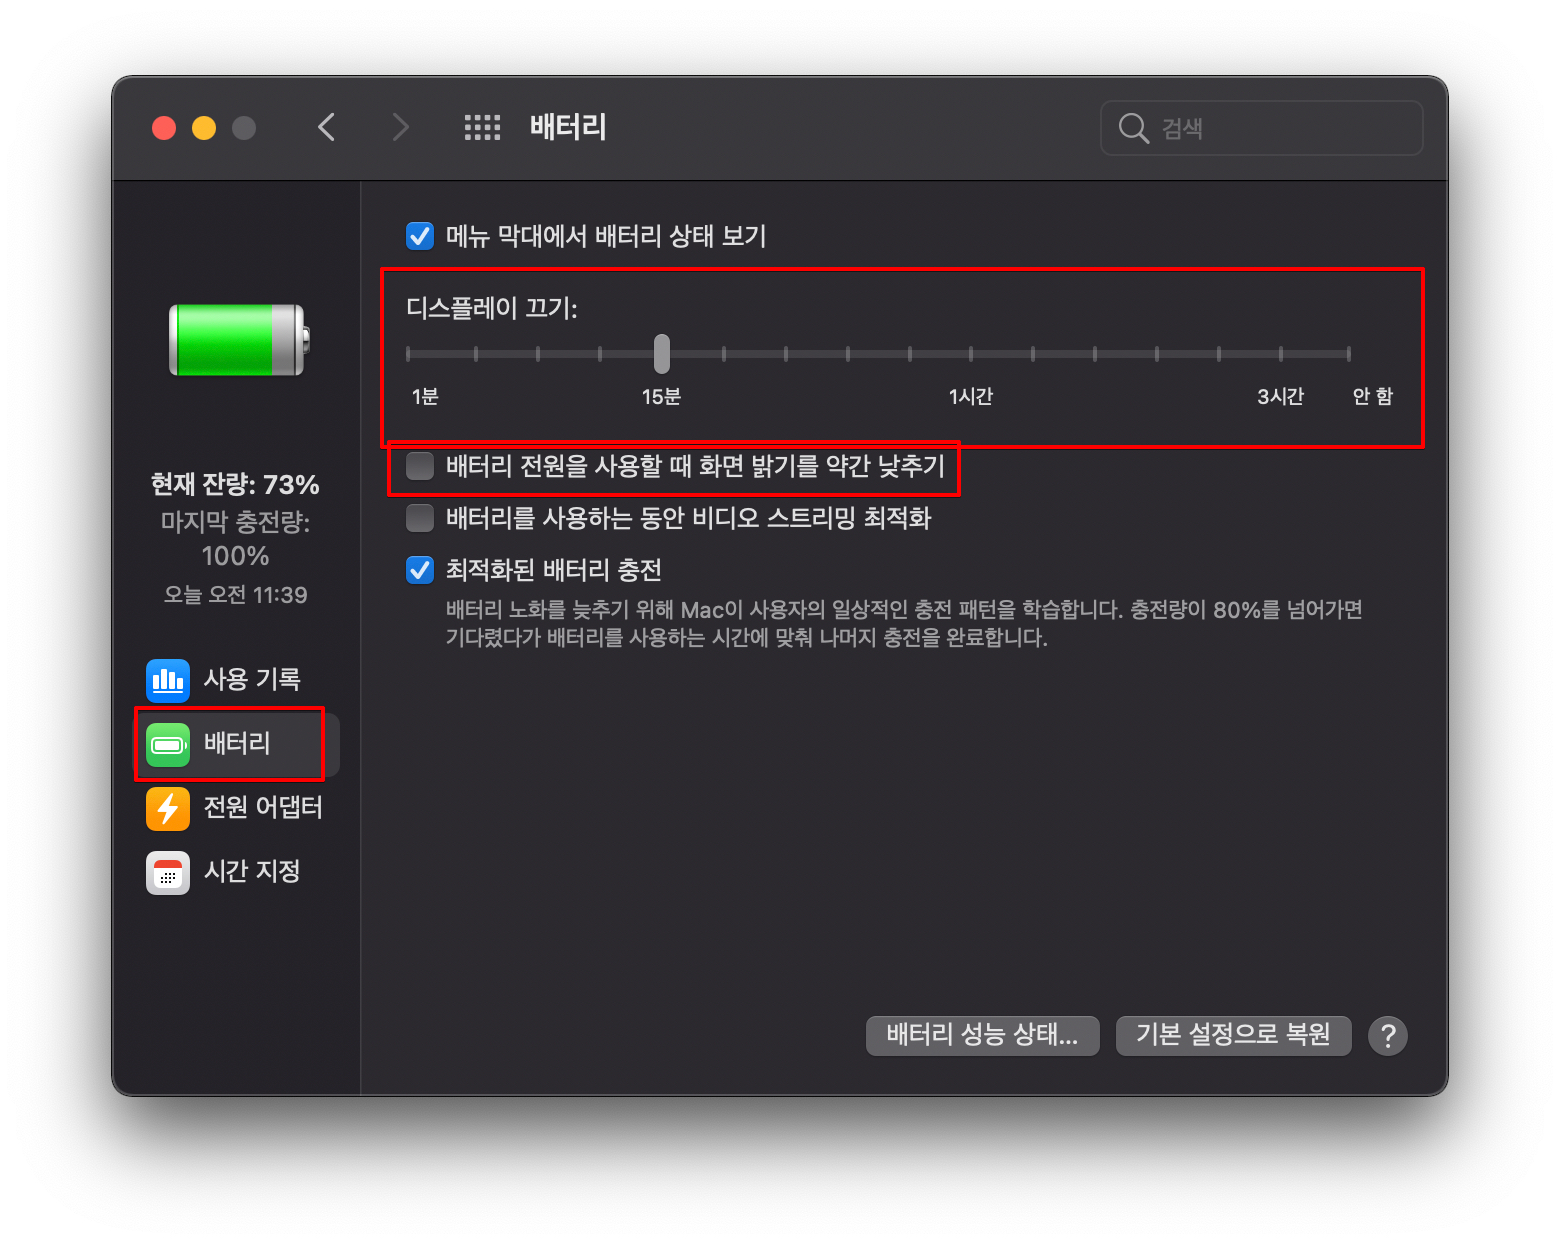 배터리
검색
현재 잔량: 73%
마지막 충전량:
100%
오늘 오전 11:39
사용 기록
배터리
전원 어댑터
시간 지정
메뉴 막대에서 배터리 상태 보기
디스플레이 끄기:
1분 15분 1시간 3시간 안 함
배터리 전원을 사용할 때 화면 밝기를 약간 낮추기
배터리를 사용하는 동안 비디오 스트리밍 최적화
최적화된 배터리 충전
배터리 노화를 늦추기 위해 Mac이 사용자의 일상적인 충전 패턴을 학습합니다. 충전량이 80%를 넘어가면
기다렸다가 배터리를 사용하는 시간에 맞춰 나머지 충전을 완료합니다.
배터리 성능 상태... 기본 설정으로 복원 ?